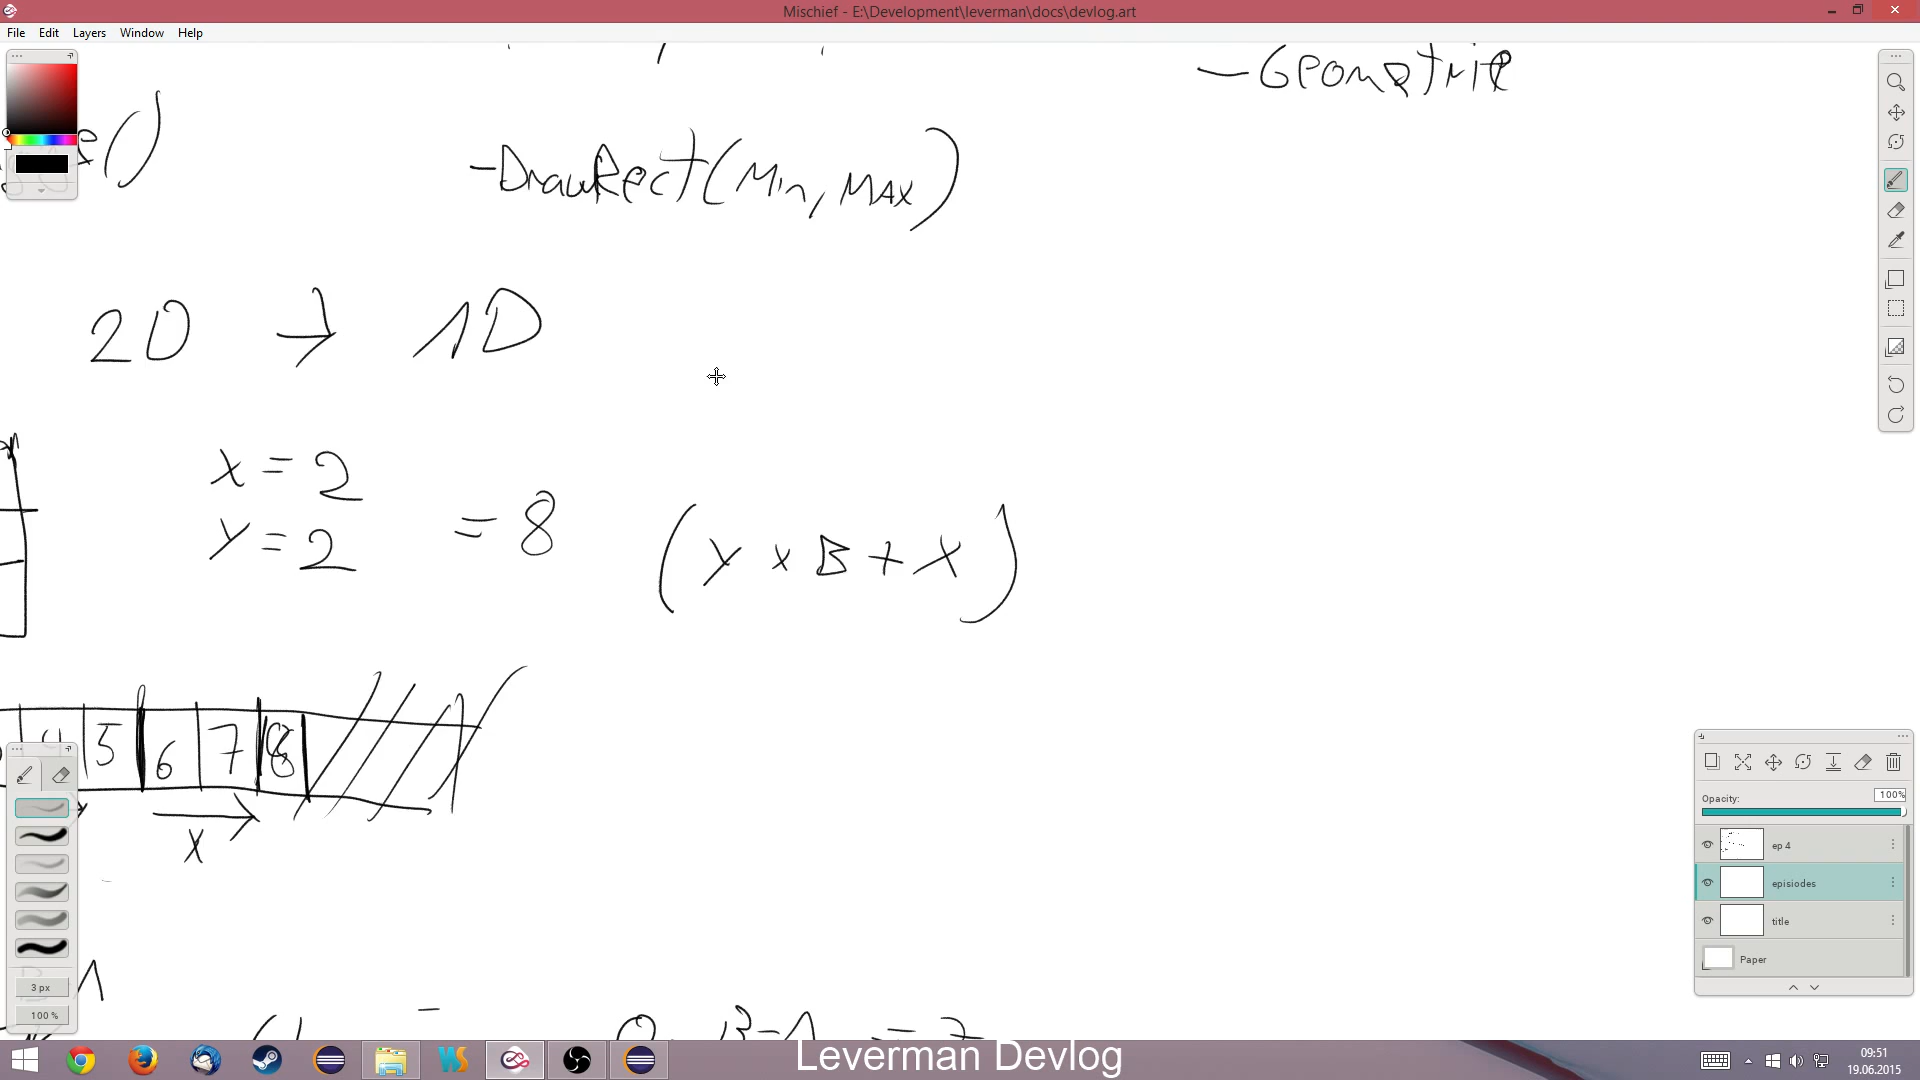 Mischief - E:\Development\leverman\docs\devlog.art
File Edit Layers Window Help
- Geometrie
- DrawRect(Min, MAX)
2D → 1D
x = 2
y = 2
= 8
(Y x B + X)
4 5 6 7 8
X
Opacity: 100%
ep 4
episiodes
title
Paper
3 px
100 %
Leverman Devlog
09:51
19.06.2015